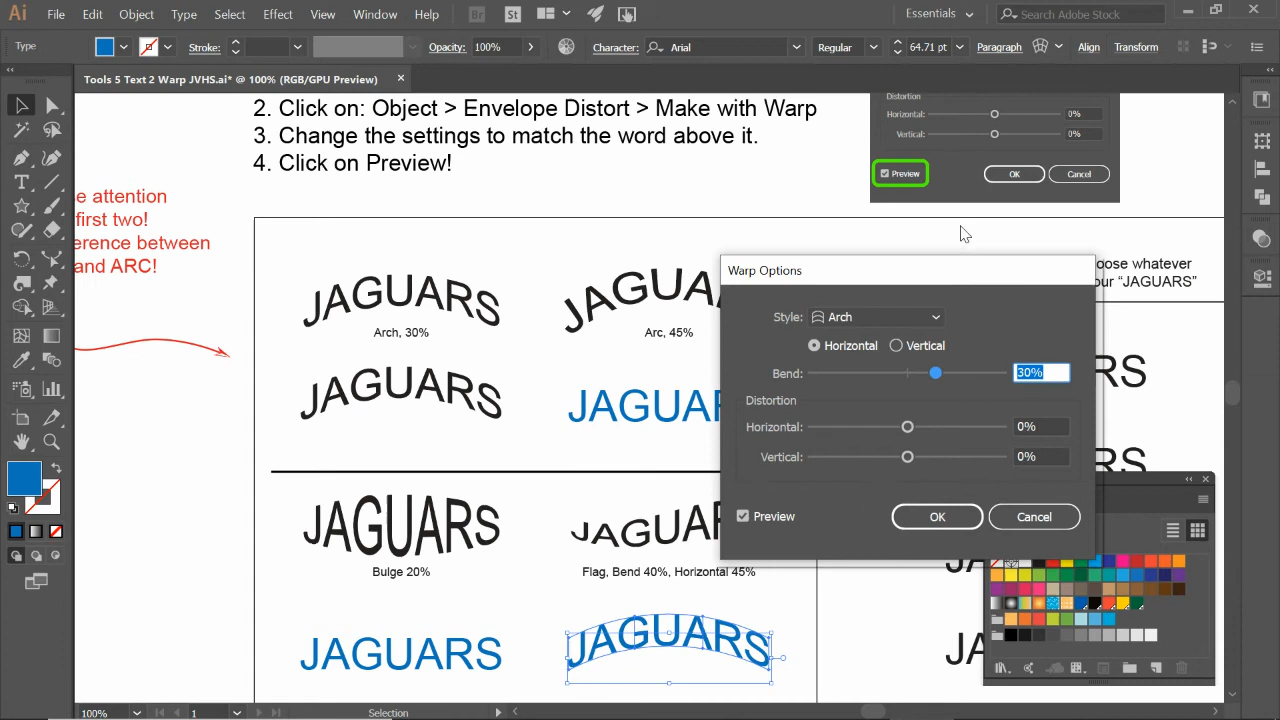 Ai File Edit Object Type Select Effect View Window Help Br St Essentials Search Adobe Stock
Type Stroke: Opacity: 100% Character: Arial Regular 64.71 pt Paragraph Align Transform
Tools 5 Text 2 Warp JVHS.ai* @ 100% (RGB/GPU Preview)
2. Click on: Object > Envelope Distort > Make with Warp
3. Change the settings to match the word above it.
4. Click on Preview!
Distortion
Horizontal: 0%
Vertical: 0%
Preview OK Cancel
e attention
first two!
erence between
and ARC!
JAGUARS
Arch, 30%
JAGUA
Arc, 45%
JAGUARS
JAGUAR
JAGUARS
Bulge 20%
JAGUA
Flag, Bend 40%, Horizontal 45%
JAGUARS
JAGUARS
oose whatever
our “JAGUARS”
RS
Warp Options
Style: Arch
Horizontal Vertical
Bend: 30%
Distortion
Horizontal: 0%
Vertical: 0%
Preview OK Cancel
JA
100% 1 Selection